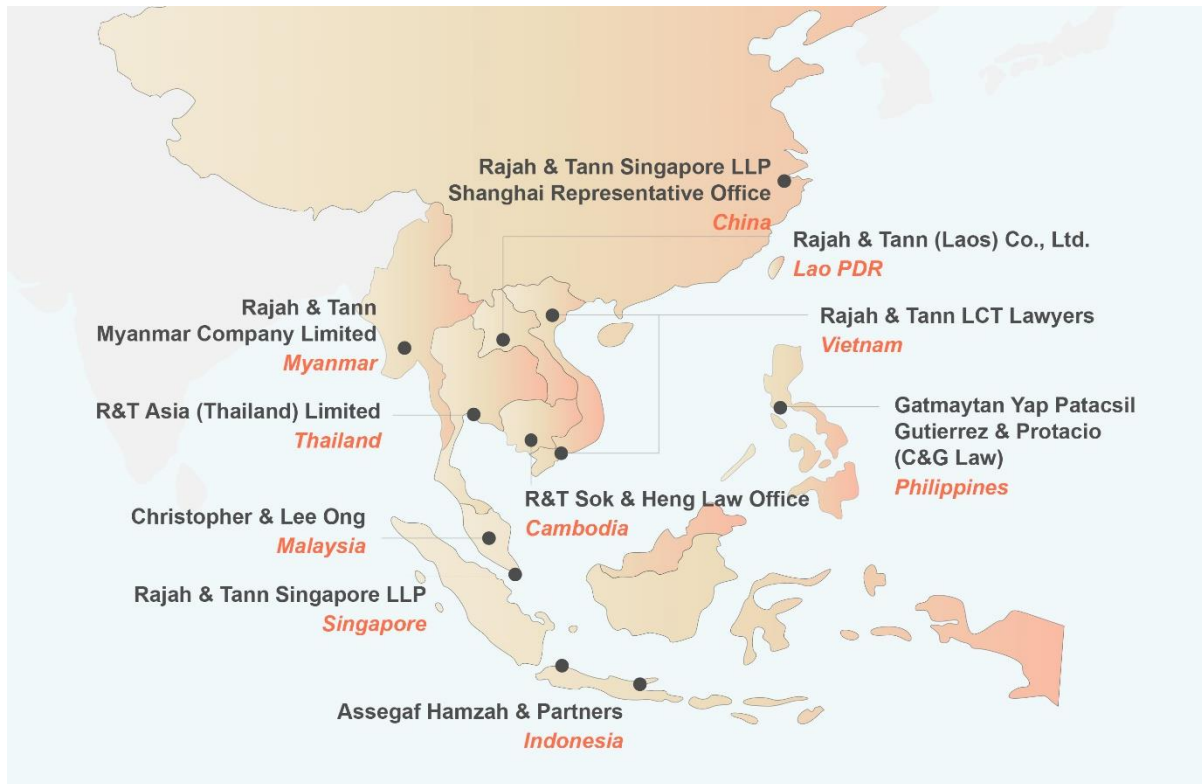 Rajah & Tann Singapore LLP
Shanghai Representative Office
China
Rajah & Tann (Laos) Co., Ltd.
Lao PDR
Rajah & Tann
Myanmar Company Limited
Myanmar
Rajah & Tann LCT Lawyers
Vietnam
R&T Asia (Thailand) Limited
Thailand
Gatmaytan Yap Patacsil
Gutierrez & Protacio
(C&G Law)
Philippines
R&T Sok & Heng Law Office
Cambodia
Christopher & Lee Ong
Malaysia
Rajah & Tann Singapore LLP
Singapore
Assegaf Hamzah & Partners
Indonesia